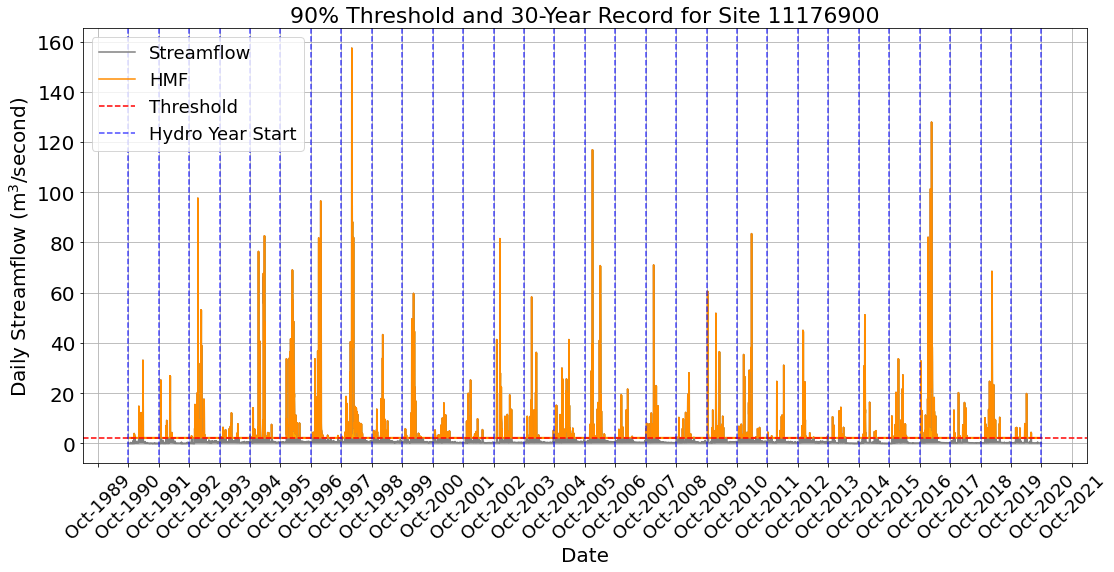 90% Threshold and 30-Year Record for Site 11176900
Streamflow
HMF
Threshold
Hydro Year Start
Daily Streamflow (m³/second)
160
140
120
100
80
60
40
20
0
Oct-1989
Oct-1990
Oct-1991
Oct-1992
Oct-1993
Oct-1994
Oct-1995
Oct-1996
Oct-1997
Oct-1998
Oct-1999
Oct-2000
Oct-2001
Oct-2002
Oct-2003
Oct-2004
Oct-2005
Oct-2006
Oct-2007
Oct-2008
Oct-2009
Oct-2010
Oct-2011
Oct-2012
Oct-2013
Oct-2014
Oct-2015
Oct-2016
Oct-2017
Oct-2018
Oct-2019
Oct-2020
Oct-2021
Date